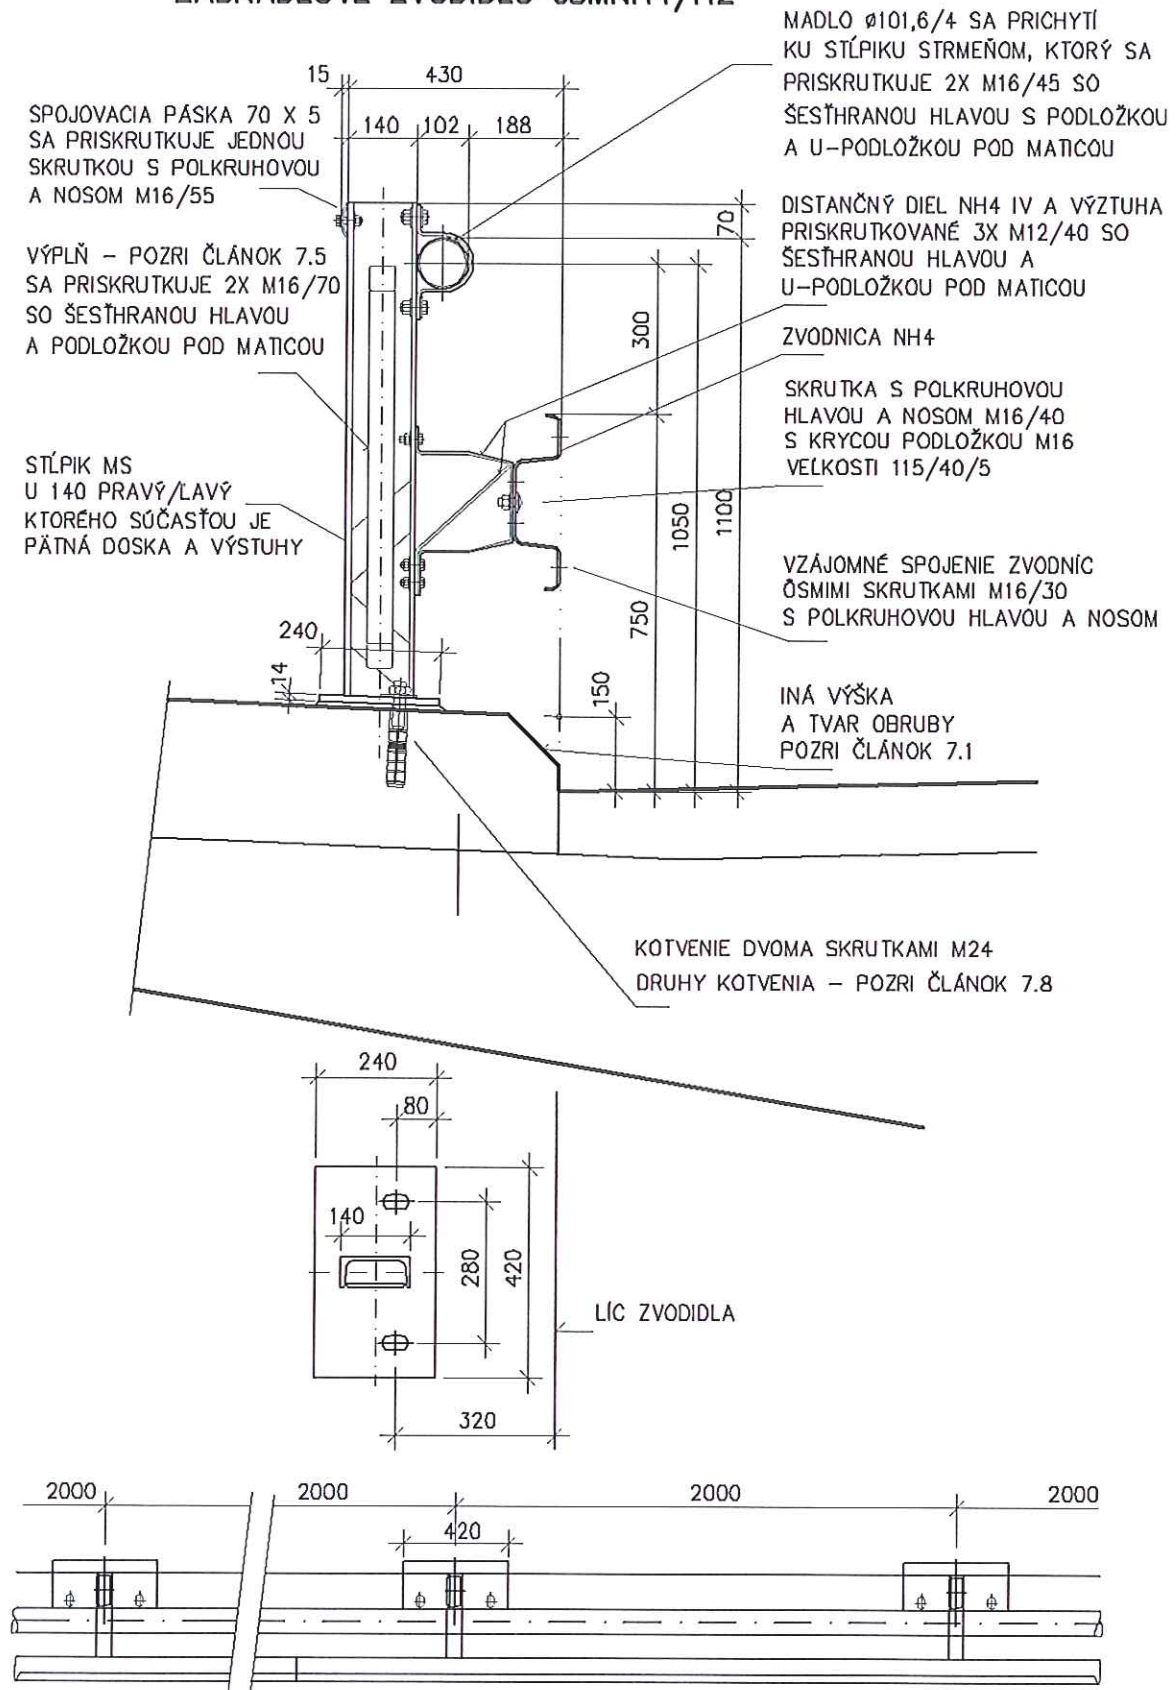 MADLO ø101,6/4 SA PRICHYTÍ
KU STĹPIKU STRMEŇOM, KTORÝ SA
PRISKRUTKUJE 2X M16/45 SO
ŠESŤHRANOU HLAVOU S PODLOŽKOU
A U-PODLOŽKOU POD MATICOU
15
430
140
102
188
SPOJOVACIA PÁSKA 70 X 5
SA PRISKRUTKUJE JEDNOU
SKRUTKOU S POLKRUHOVOU
A NOSOM M16/55
DISTANČNÝ DIEL NH4 IV A VÝZTUHA
PRISKRUTKOVANÉ 3X M12/40 SO
ŠESŤHRANOU HLAVOU A
U-PODLOŽKOU POD MATICOU
70
VÝPLŇ – POZRI ČLÁNOK 7.5
SA PRISKRUTKUJE 2X M16/70
SO ŠESŤHRANOU HLAVOU
A PODLOŽKOU POD MATICOU
300
ZVODNICA NH4
SKRUTKA S POLKRUHOVOU
HLAVOU A NOSOM M16/40
S KRYCOU PODLOŽKOU M16
VEĽKOSTI 115/40/5
STĹPIK MS
U 140 PRAVÝ/ĽAVÝ
KTORÉHO SÚČASŤOU JE
PÄTNÁ DOSKA A VÝSTUHY
1050
1100
VZÁJOMNÉ SPOJENIE ZVODNÍC
ÔSMIMI SKRUTKAMI M16/30
S POLKRUHOVOU HLAVOU A NOSOM
750
240
14
150
INÁ VÝŠKA
A TVAR OBRUBY
POZRI ČLÁNOK 7.1
KOTVENIE DVOMA SKRUTKAMI M24
DRUHY KOTVENIA – POZRI ČLÁNOK 7.8
240
80
140
280
420
LÍC ZVODIDLA
320
2000
2000
2000
2000
420